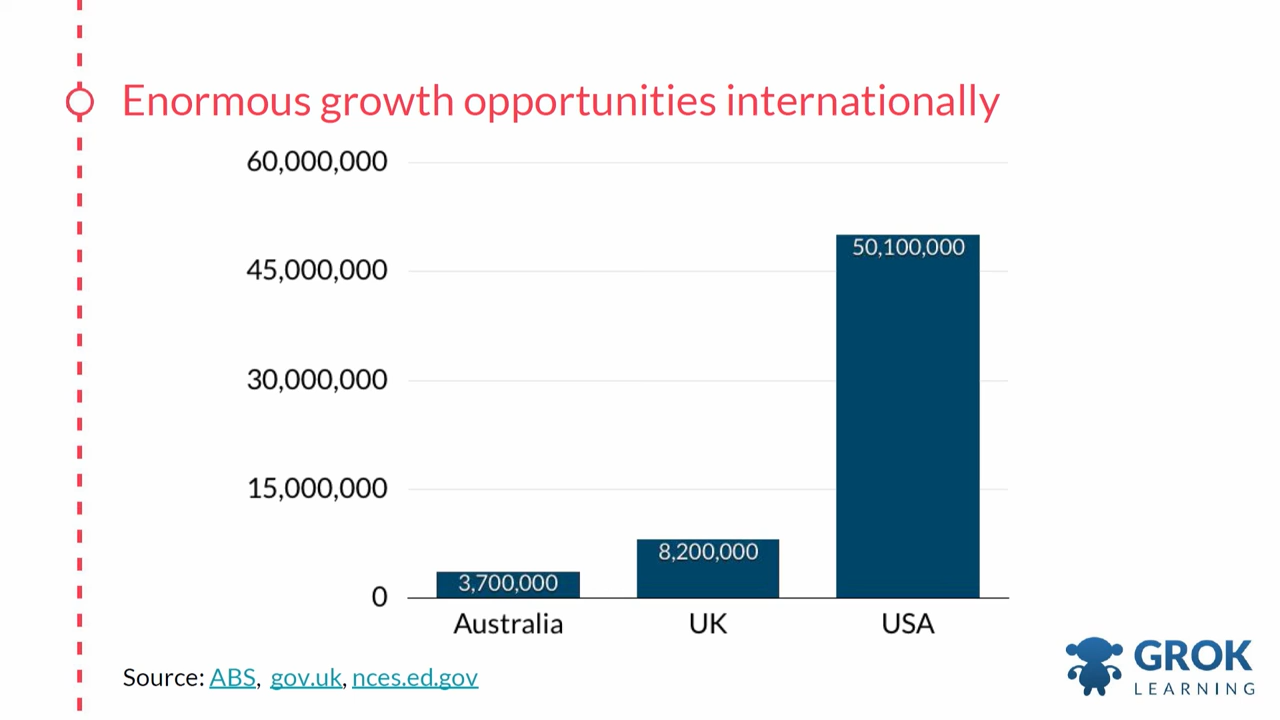 Enormous growth opportunities internationally
60,000,000
50,100,000
45,000,000
30,000,000
15,000,000
8,200,000
3,700,000
0
Australia UK USA
Source: ABS, gov.uk, nces.ed.gov
GROK
LEARNING